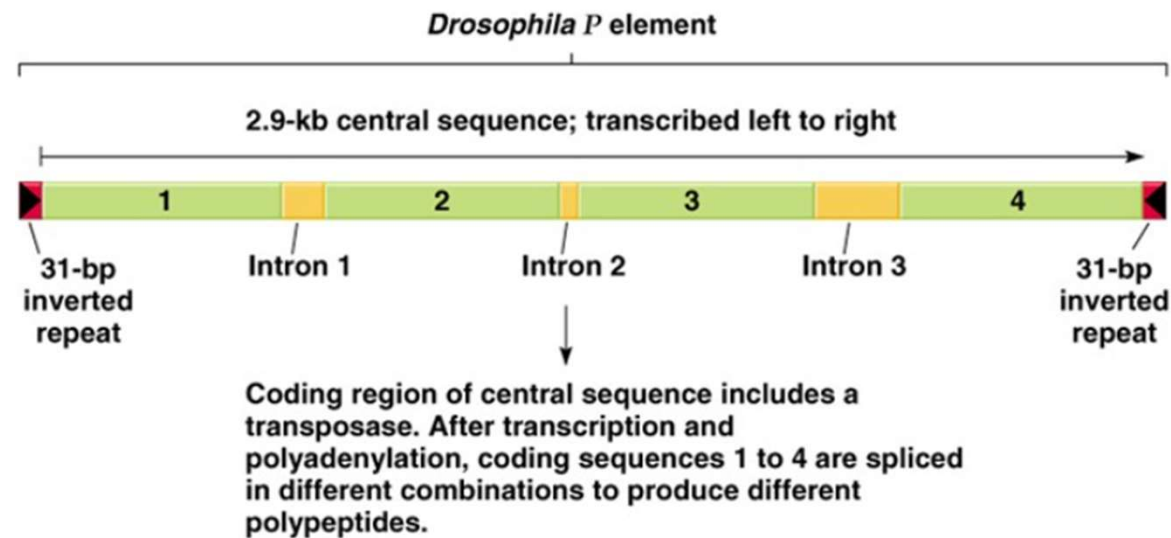 Drosophila P element
2.9-kb central sequence; transcribed left to right
1
2
3
4
31-bp
inverted
repeat
Intron 1
Intron 2
Intron 3
31-bp
inverted
repeat
Coding region of central sequence includes a
transposase. After transcription and
polyadenylation, coding sequences 1 to 4 are spliced
in different combinations to produce different
polypeptides.